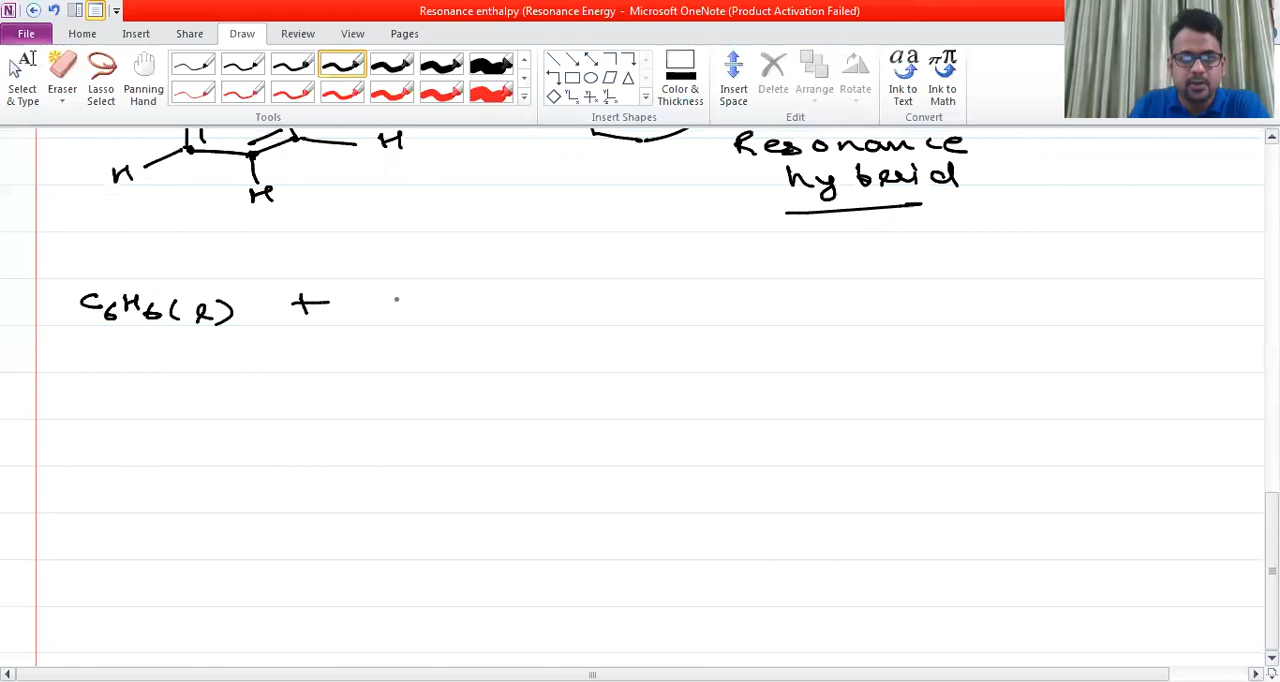 Resonance enthalpy (Resonance Energy - Microsoft OneNote (Product Activation Failed)
File Home Insert Draw Review Share View Pages
Select & Type Eraser Lasso Select Panning Hand Color & Thickness Insert Space Delete Arrange Rotate Ink to Text Ink to Math
Tools Insert Shapes Edit Convert
H
H
H
Resonance
hybrid
C6H6(l) +